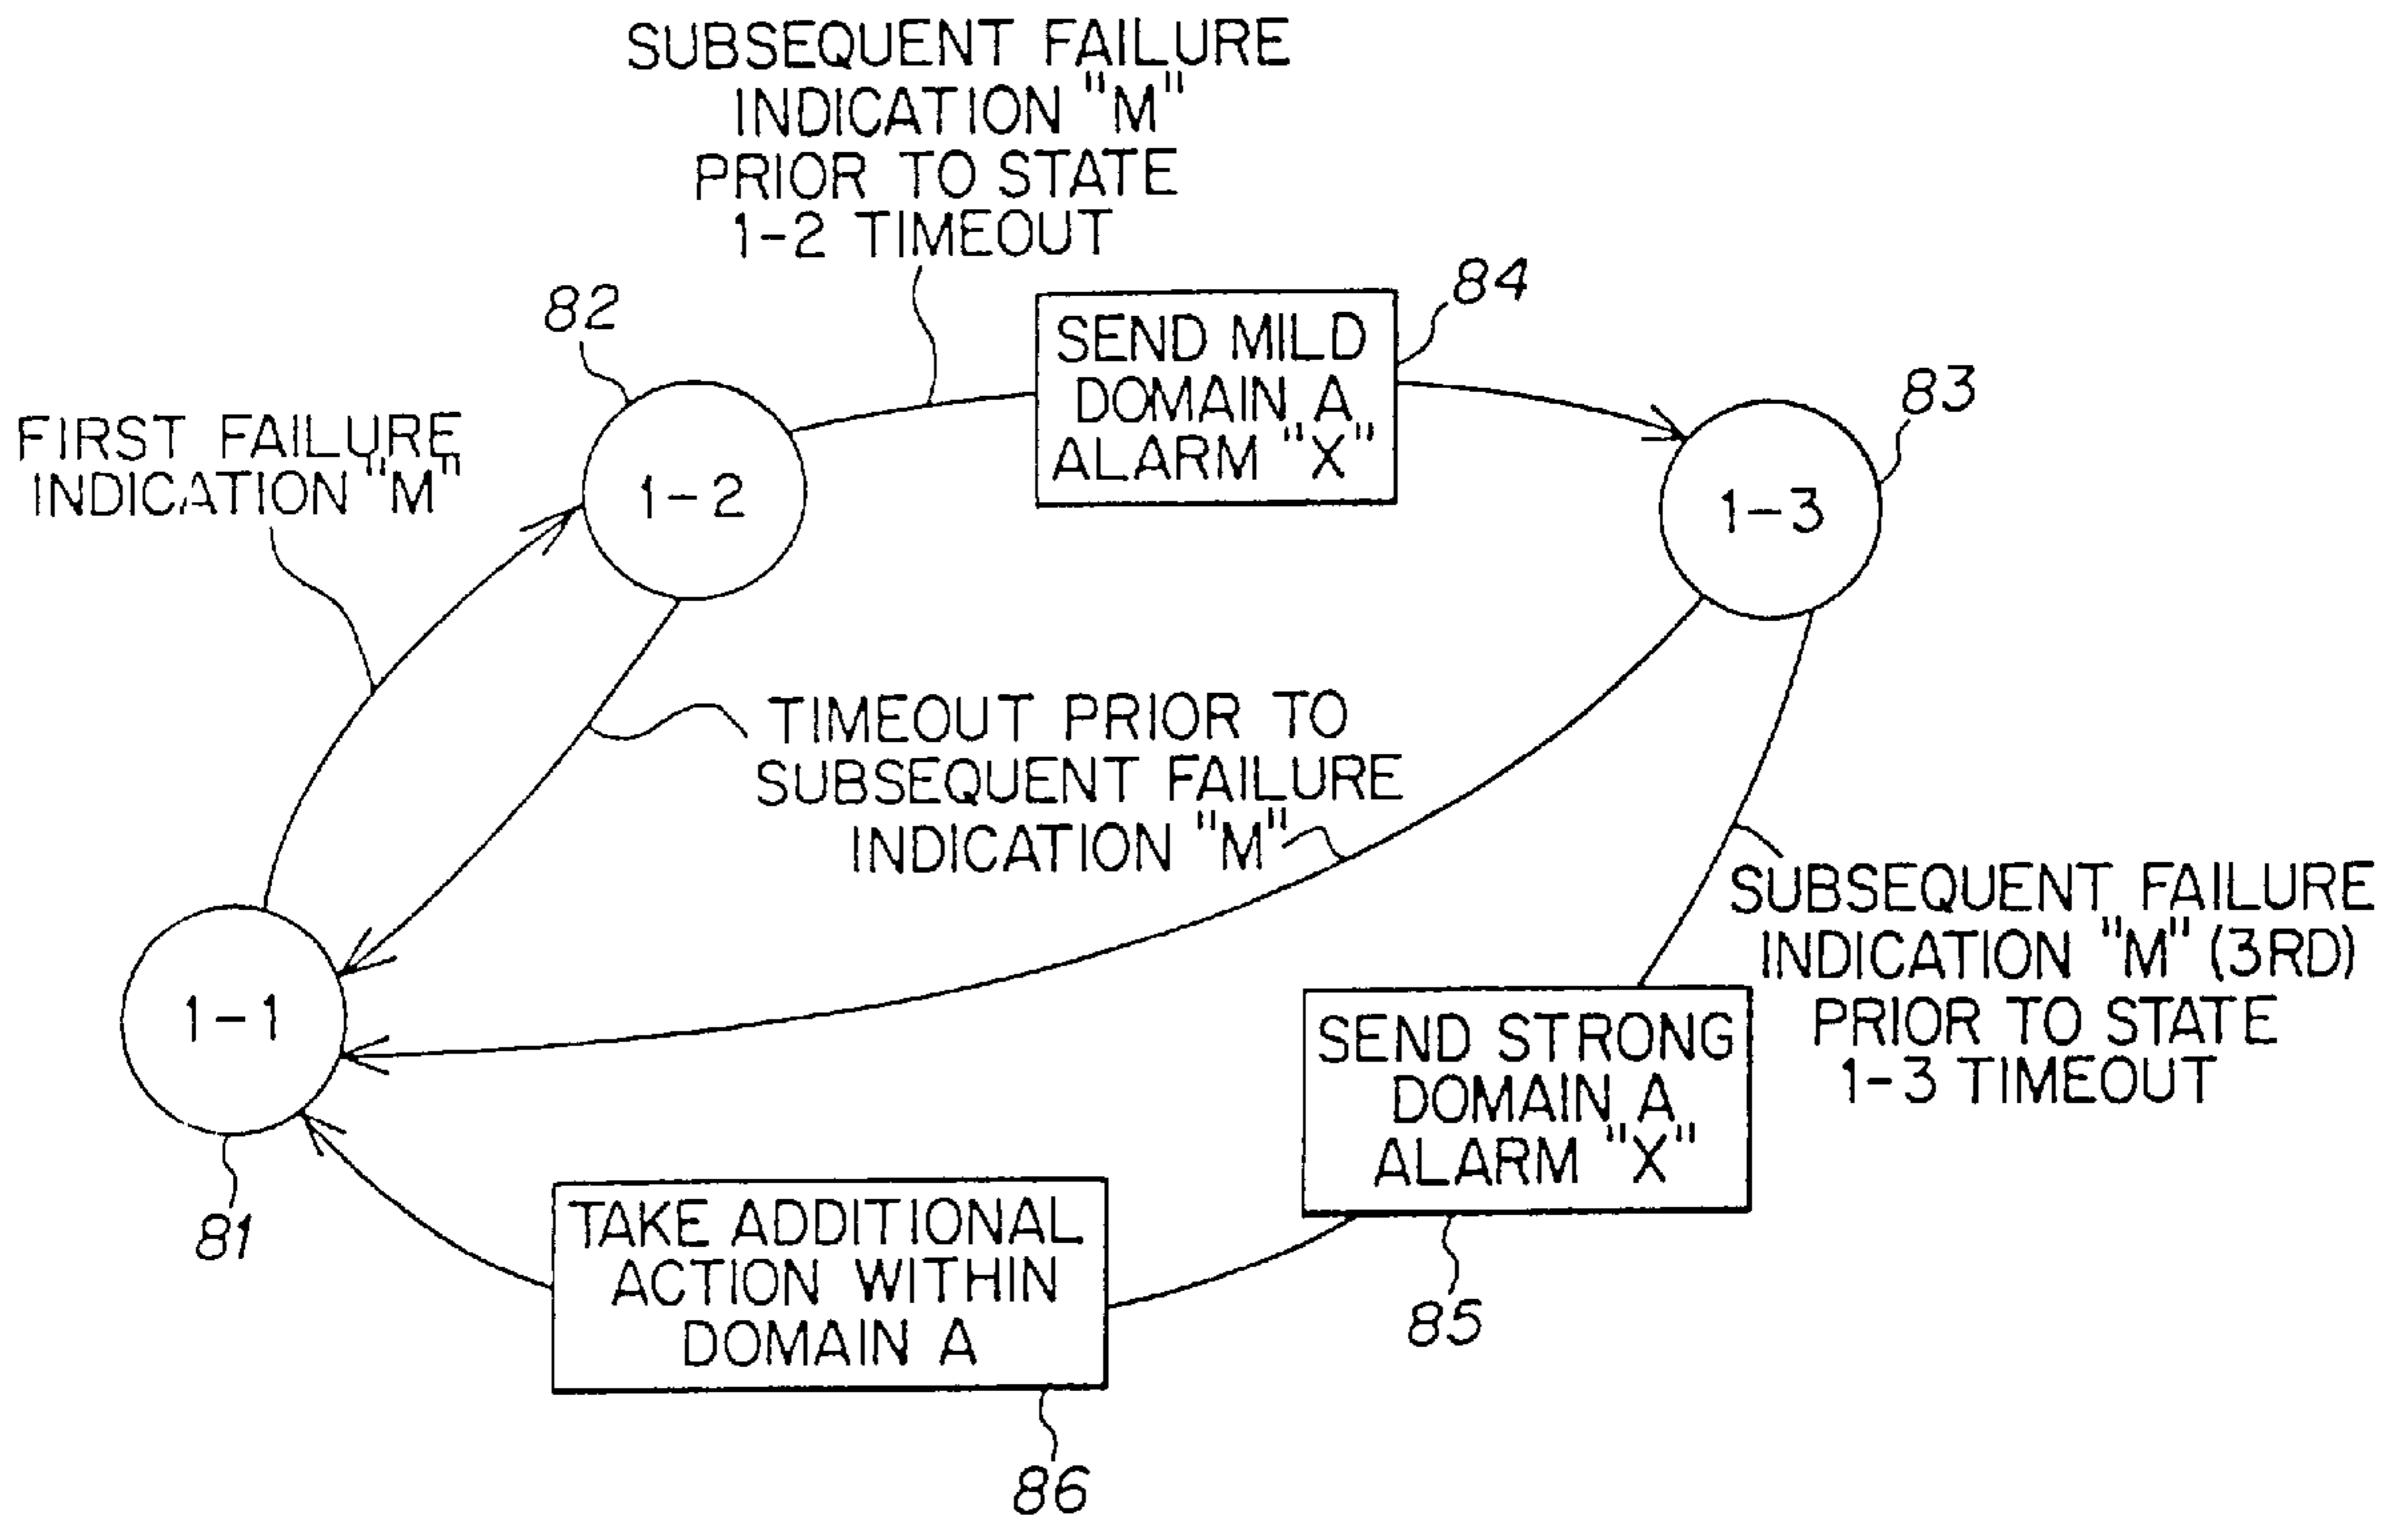 SUBSEQUENT FAILURE
INDICATION "M"
PRIOR TO STATE
1-2 TIMEOUT
82
84
SEND MILD
DOMAIN A
ALARM "X"
83
FIRST FAILURE
INDICATION "M"
1-2
1-3
TIMEOUT PRIOR TO
SUBSEQUENT FAILURE
INDICATION "M"
SUBSEQUENT FAILURE
INDICATION "M" (3RD)
PRIOR TO STATE
1-3 TIMEOUT
1-1
SEND STRONG
DOMAIN A
ALARM "X"
81
TAKE ADDITIONAL
ACTION WITHIN
DOMAIN A
85
86